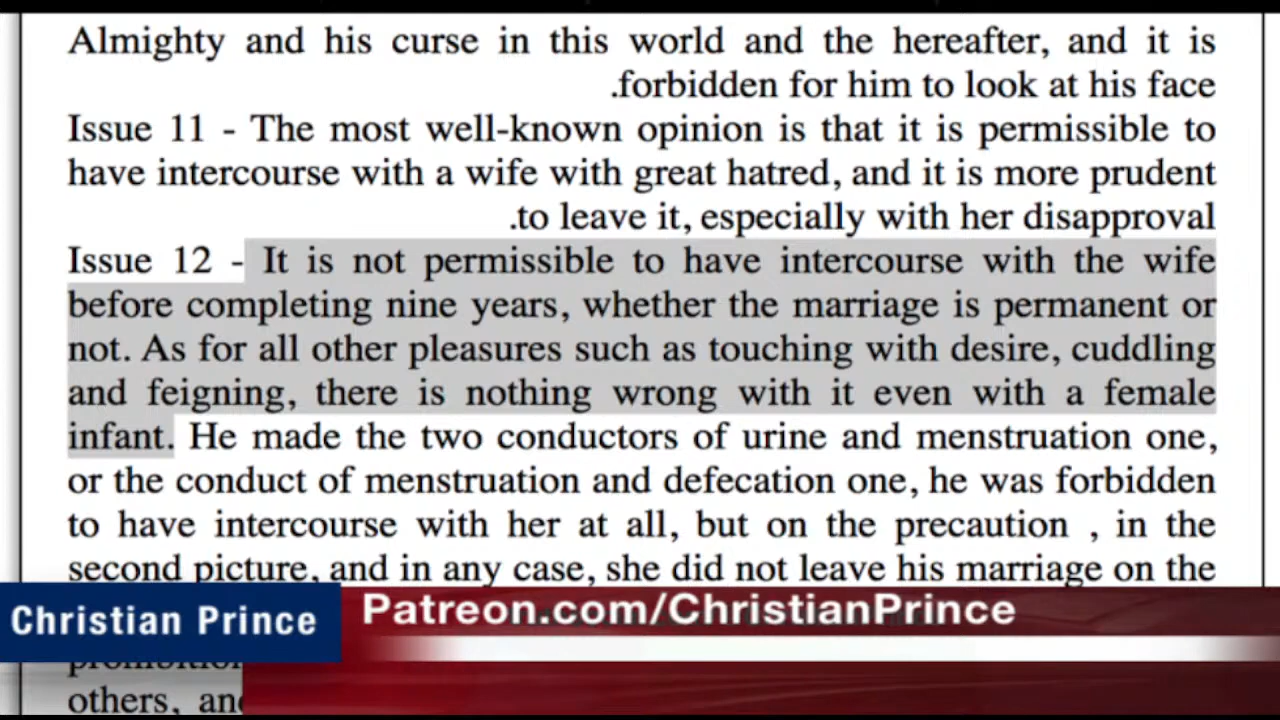 Almighty and his curse in this world and the hereafter, and it is
.forbidden for him to look at his face
Issue 11 - The most well-known opinion is that it is permissible to
have intercourse with a wife with great hatred, and it is more prudent
.to leave it, especially with her disapproval
Issue 12 - It is not permissible to have intercourse with the wife
before completing nine years, whether the marriage is permanent or
not. As for all other pleasures such as touching with desire, cuddling
and feigning, there is nothing wrong with it even with a female
infant. He made the two conductors of urine and menstruation one,
or the conduct of menstruation and defecation one, he was forbidden
to have intercourse with her at all, but on the precaution , in the
second picture, and in any case, she did not leave his marriage on the
Christian Prince
Patreon.com/ChristianPrince
others,